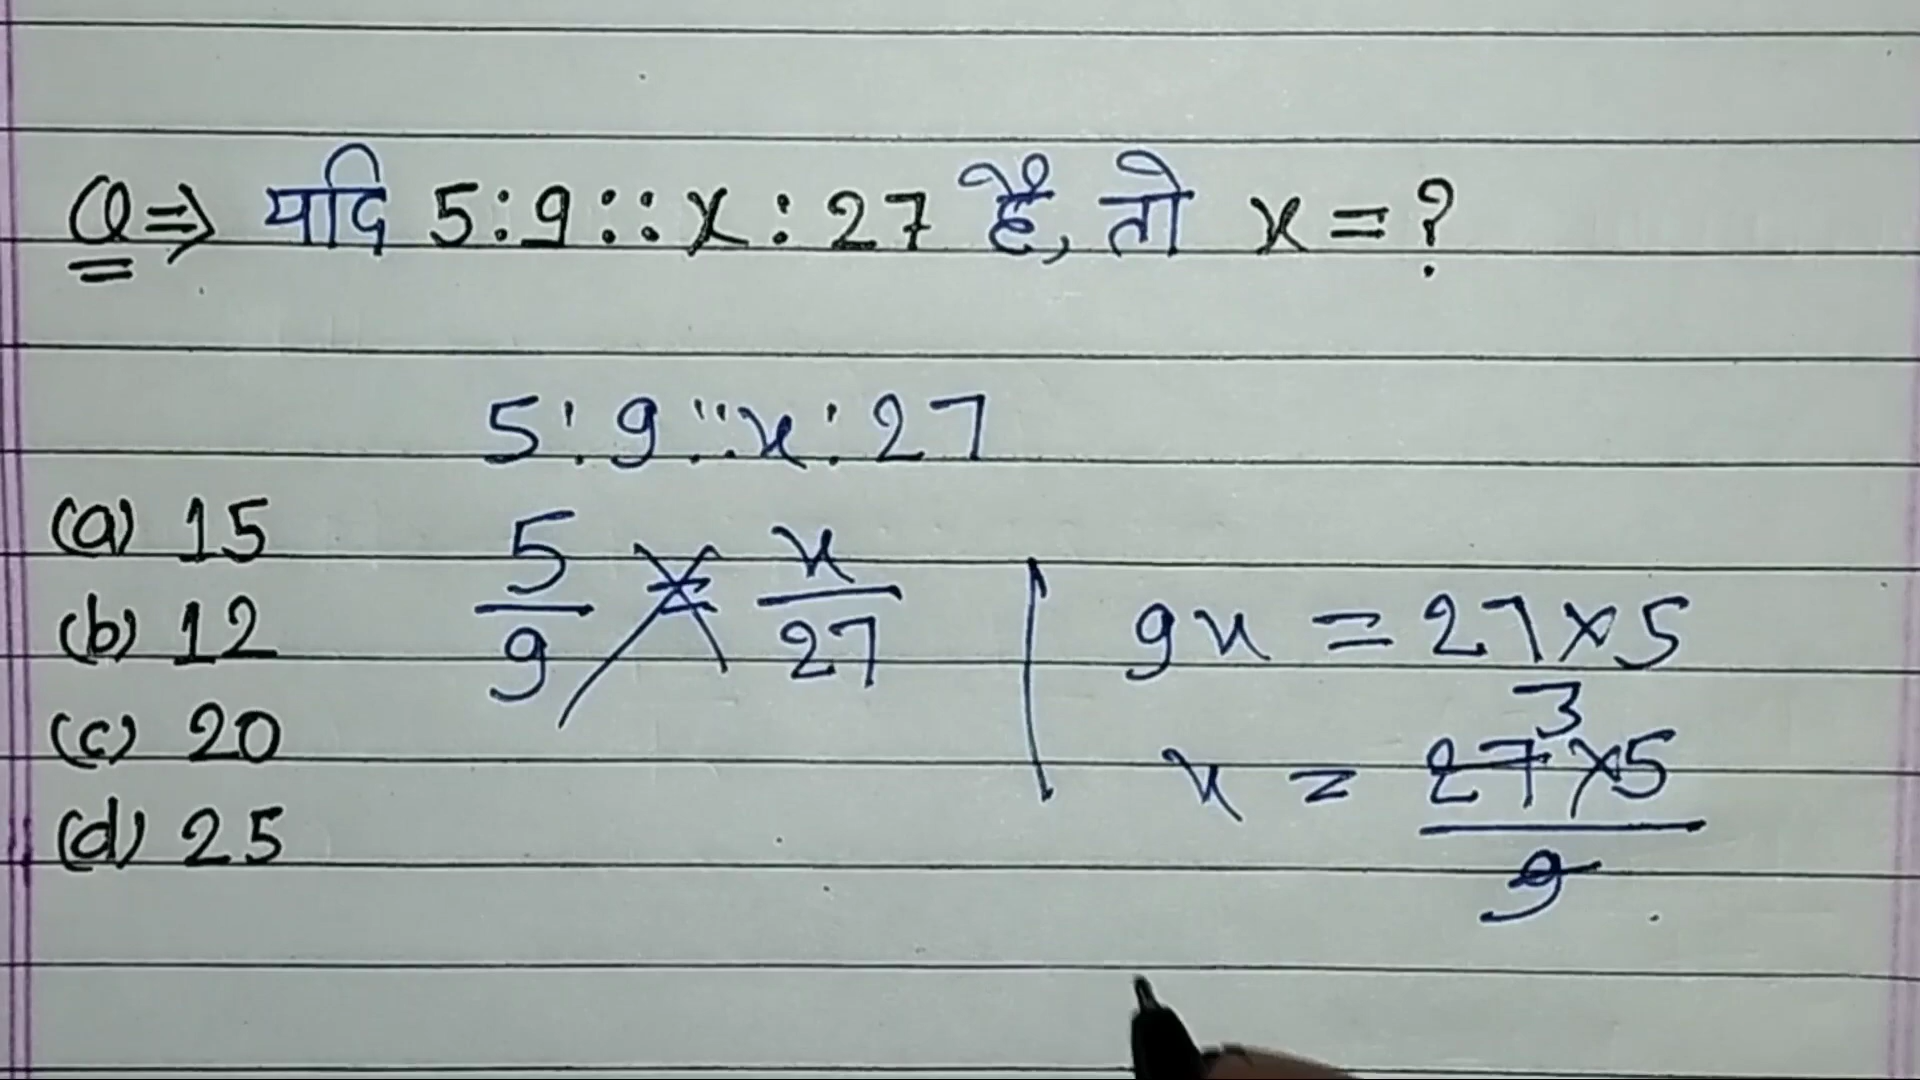 Q⇒ यदि 5:9::x:27 है, तो x=?
5:9::x:27
(a) 15
(b) 12
(c) 20
(d) 25
5/9 = x/27
9x = 27×5
x = 27×5/9
3